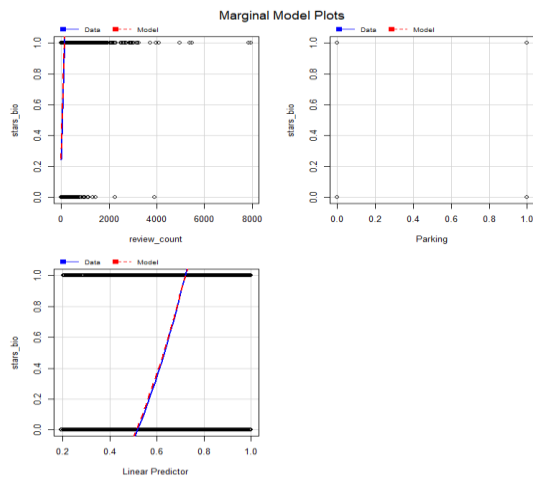 Marginal Model Plots
Data Model
1.0
0.8
0.6
0.4
0.2
0.0
stars_bio
0 2000 4000 6000 8000
review_count
Data Model
1.0
0.8
0.6
0.4
0.2
0.0
stars_bio
0.0 0.2 0.4 0.6 0.8 1.0
Parking
Data Model
1.0
0.8
0.6
0.4
0.2
0.0
stars_bio
0.2 0.4 0.6 0.8 1.0
Linear Predictor